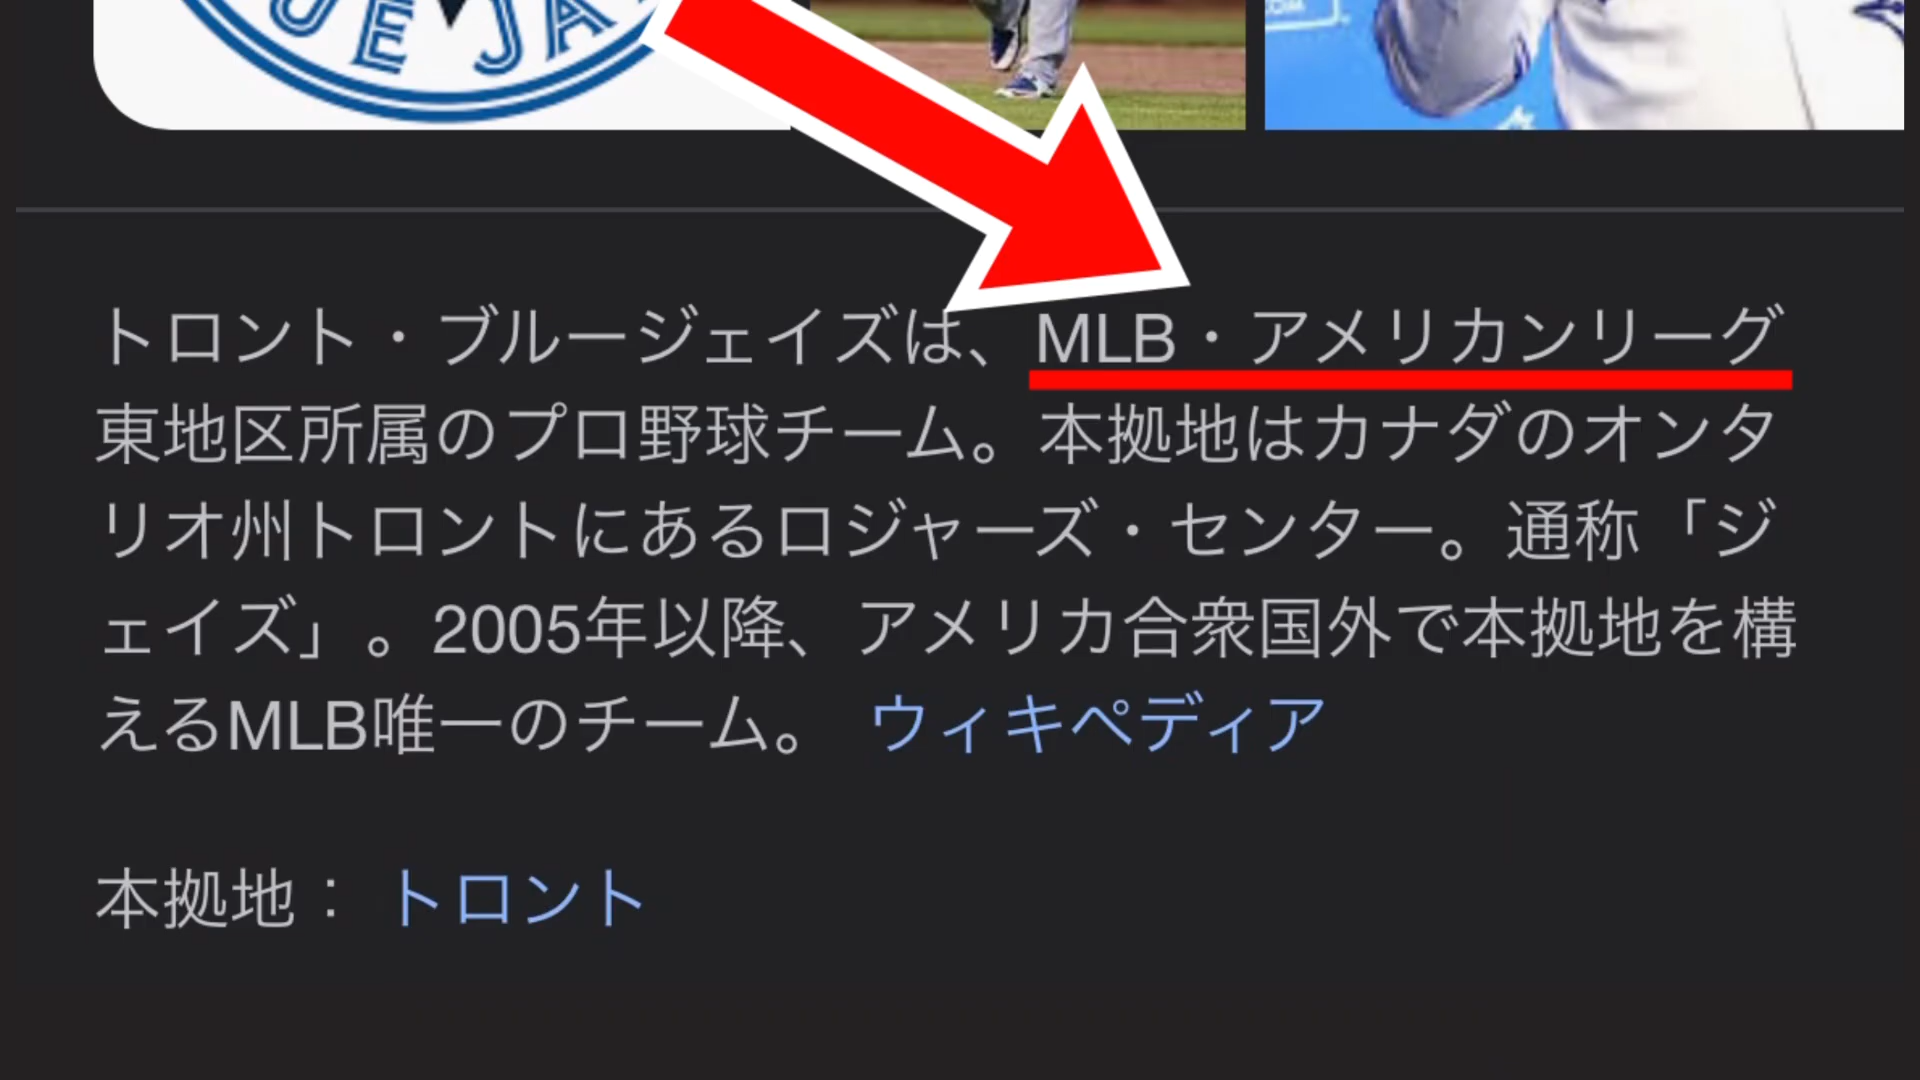 UE JA
トロント・ブルージェイズは、MLB・アメリカンリーグ
東地区所属のプロ野球チーム。本拠地はカナダのオンタ
リオ州トロントにあるロジャーズ・センター。通称「ジ
ェイズ」。2005年以降、アメリカ合衆国外で本拠地を構
えるMLB唯一のチーム。 ウィキペディア
本拠地： トロント